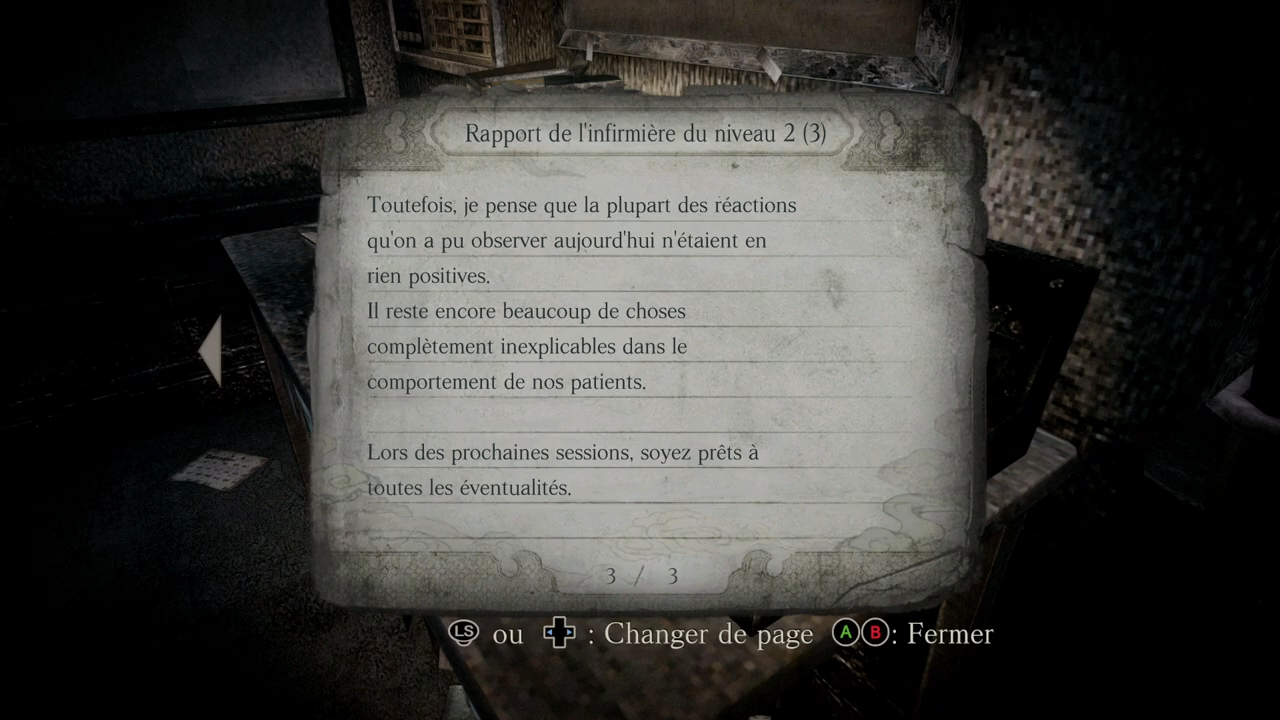 Rapport de l'infirmière du niveau 2 (3)
Toutefois, je pense que la plupart des réactions
qu'on a pu observer aujourd'hui n'étaient en
rien positives.
Il reste encore beaucoup de choses
complètement inexplicables dans le
comportement de nos patients.
Lors des prochaines sessions, soyez prêts à
toutes les éventualités.
3 / 3
LS ou : Changer de page A B : Fermer